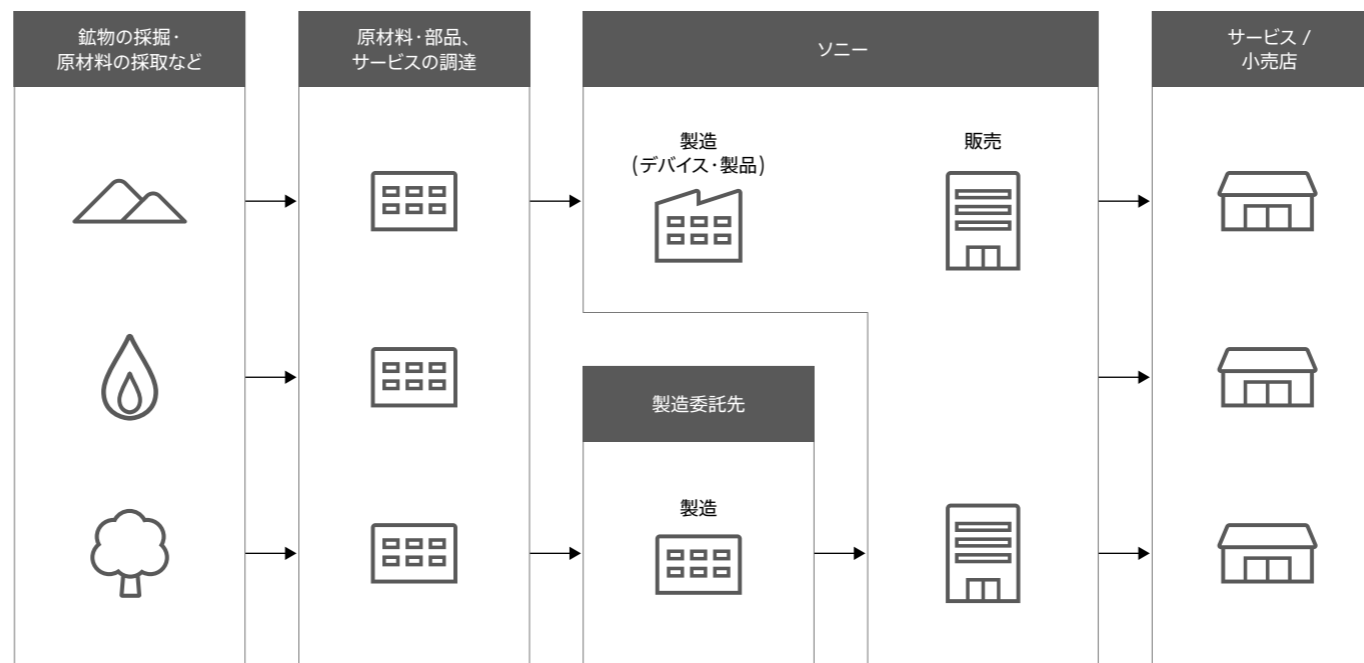 鉱物の採掘・
原材料の採取など
原材料・部品、
サービスの調達
ソニー
サービス /
小売店
製造
(デバイス・製品)
販売
製造委託先
製造